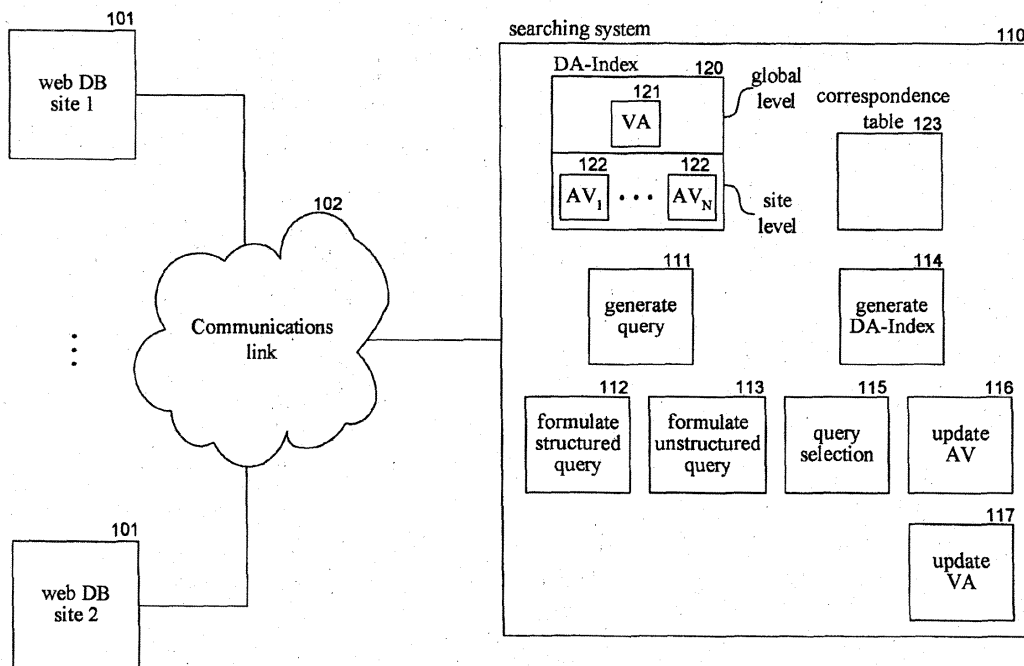 101
web DB
site 1
102
Communications
link
101
web DB
site 2
searching system
110
DA-Index
120
global
level
121
VA
122
AV1
• • •
122
AVN
site
level
correspondence
table
123
111
generate
query
114
generate
DA-Index
112
formulate
structured
query
113
formulate
unstructured
query
115
query
selection
116
update
AV
117
update
VA